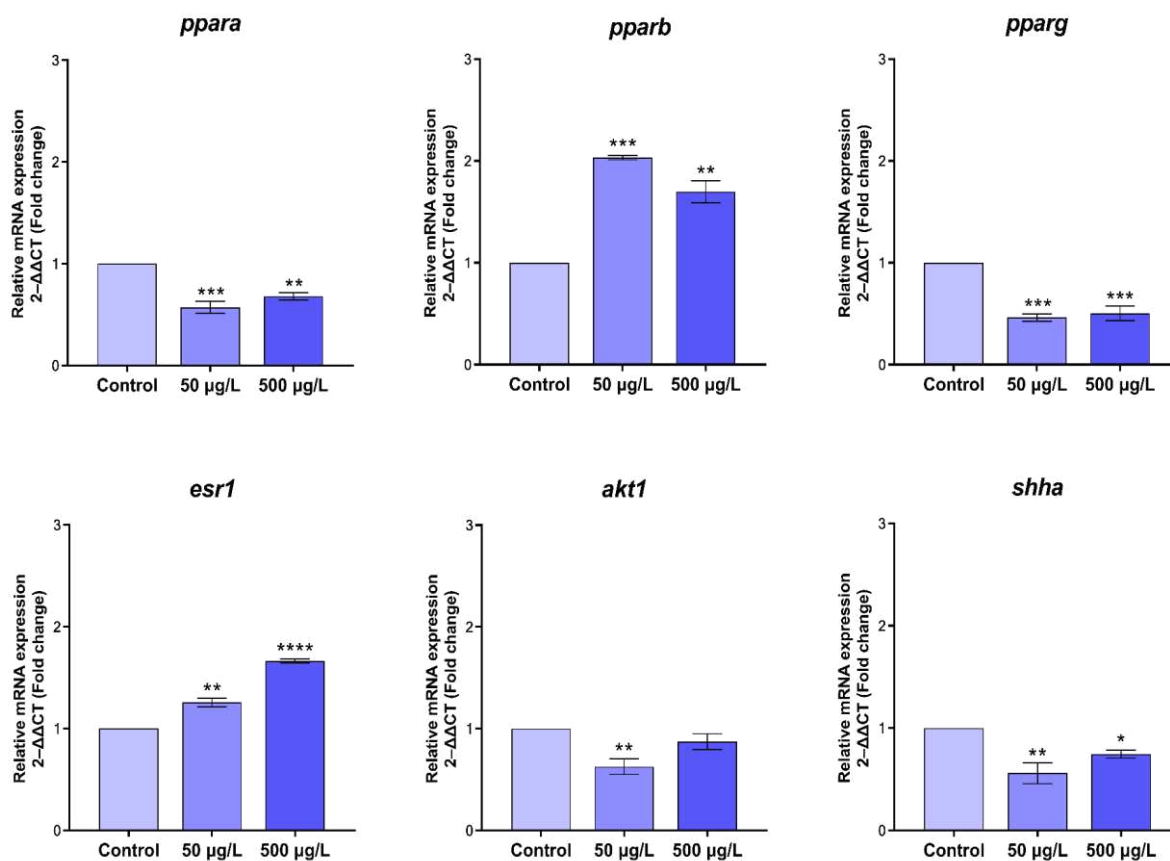 ppara
Relative mRNA expression
2−ΔΔCT (Fold change)
3
2
1
0
***
**
Control
50 µg/L
500 µg/L
pparb
Relative mRNA expression
2−ΔΔCT (Fold change)
3
2
1
0
***
**
Control
50 µg/L
500 µg/L
pparg
Relative mRNA expression
2−ΔΔCT (Fold change)
3
2
1
0
***
***
Control
50 µg/L
500 µg/L
esr1
Relative mRNA expression
2−ΔΔCT (Fold change)
3
2
1
0
**
****
Control
50 µg/L
500 µg/L
akt1
Relative mRNA expression
2−ΔΔCT (Fold change)
3
2
1
0
**
Control
50 µg/L
500 µg/L
shha
Relative mRNA expression
2−ΔΔCT (Fold change)
3
2
1
0
**
*
Control
50 µg/L
500 µg/L